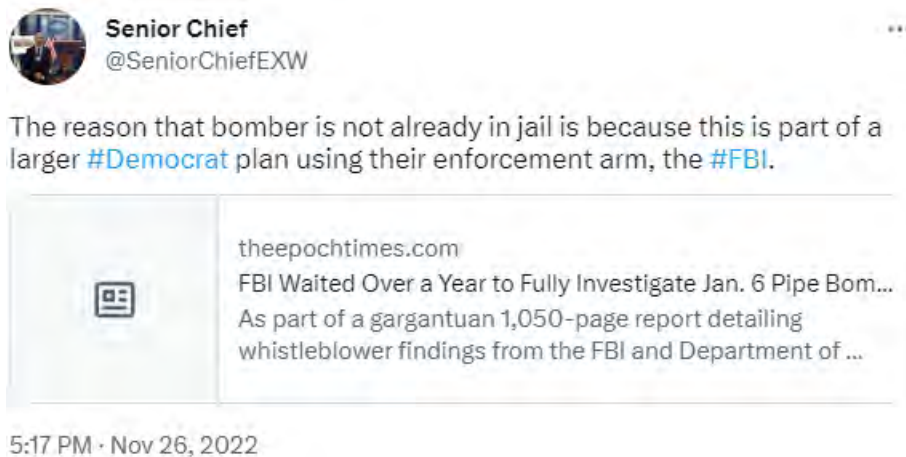 Senior Chief
@SeniorChiefEXW
The reason that bomber is not already in jail is because this is part of a
larger #Democrat plan using their enforcement arm, the #FBI.
theepochtimes.com
FBI Waited Over a Year to Fully Investigate Jan. 6 Pipe Bom...
As part of a gargantuan 1,050-page report detailing
whistleblower findings from the FBI and Department of ...
5:17 PM · Nov 26, 2022